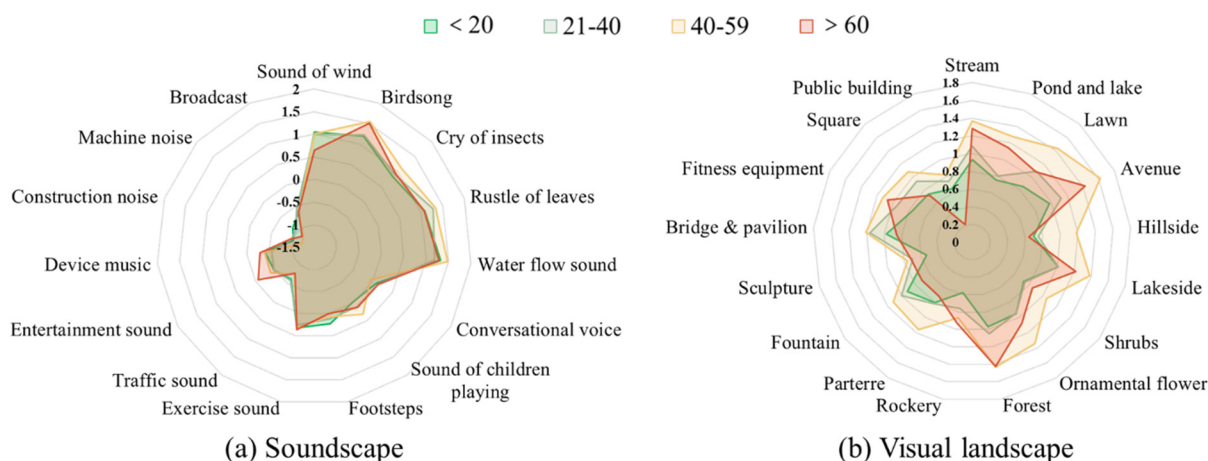 < 20
21-40
40-59
> 60
Sound of wind
Birdsong
Cry of insects
Rustle of leaves
Water flow sound
Conversational voice
Sound of children
playing
Footsteps
Exercise sound
Traffic sound
Entertainment sound
Device music
Construction noise
Machine noise
Broadcast
2
1.5
1
0.5
0
-0.5
-1
-1.5
(a) Soundscape
Stream
Pond and lake
Lawn
Avenue
Hillside
Lakeside
Shrubs
Ornamental flower
Forest
Rockery
Parterre
Fountain
Sculpture
Bridge & pavilion
Fitness equipment
Square
Public building
1.8
1.6
1.4
1.2
1
0.8
0.6
0.4
0.2
0
(b) Visual landscape